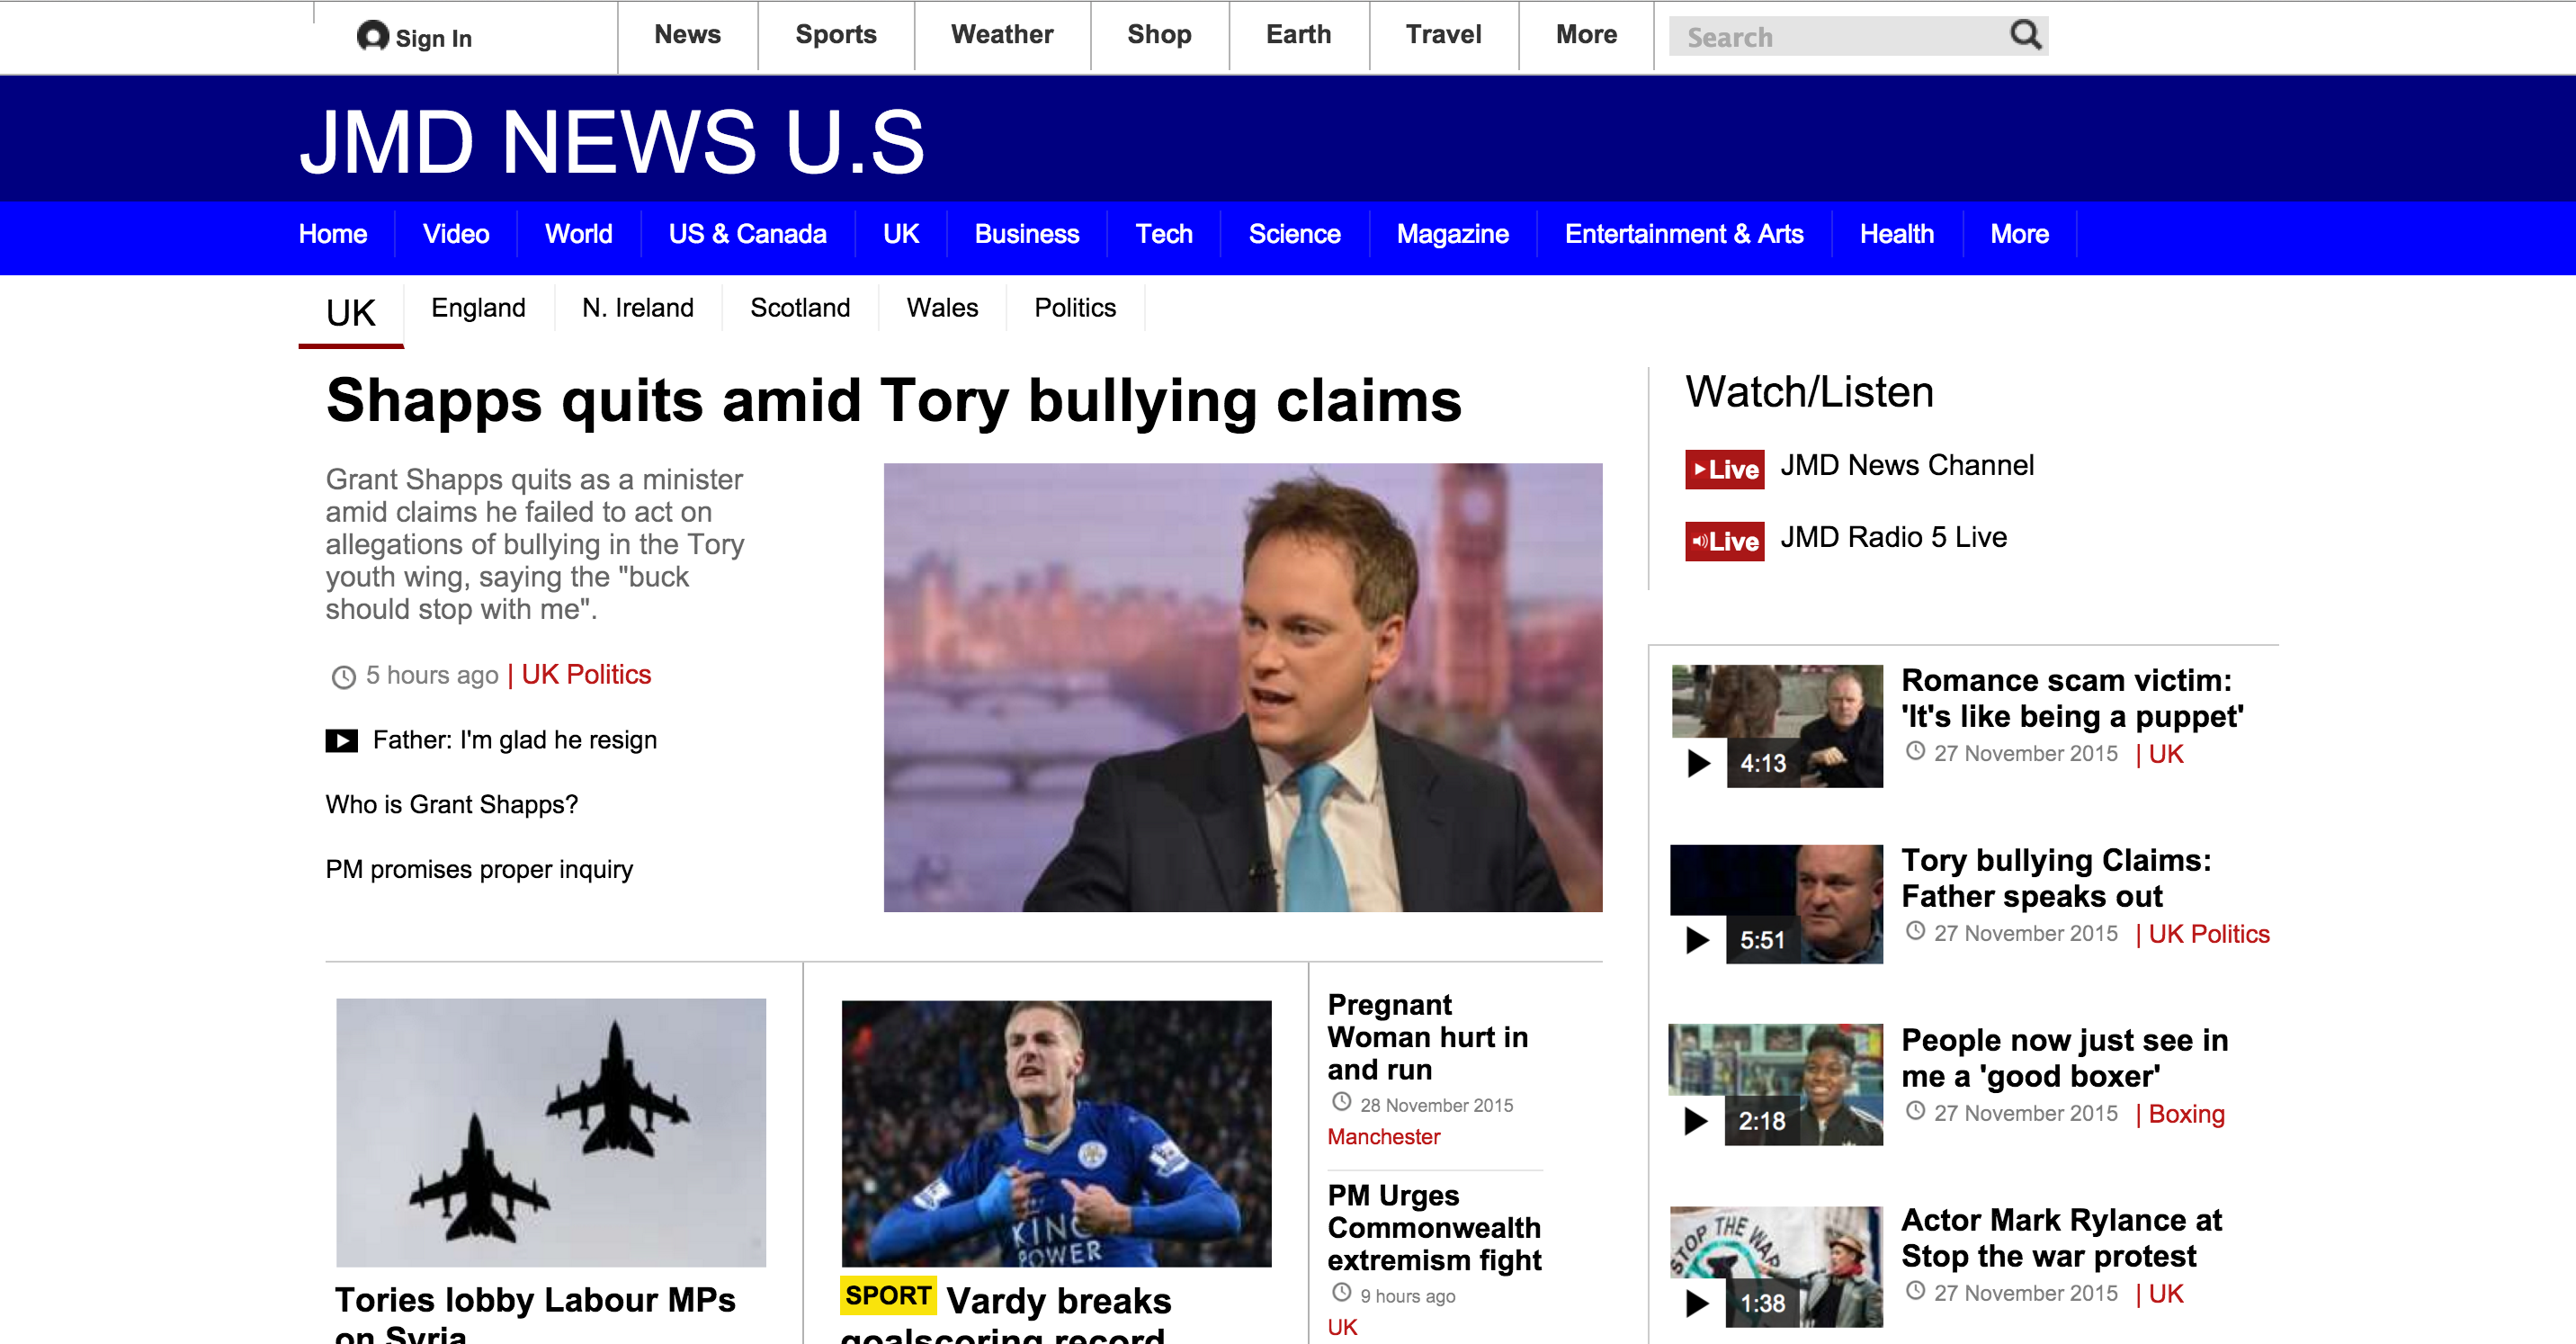 Sign In
News
Sports
Weather
Shop
Earth
Travel
More
Search
JMD NEWS U.S
Home
Video
World
US & Canada
UK
Business
Tech
Science
Magazine
Entertainment & Arts
Health
More
UK
England
N. Ireland
Scotland
Wales
Politics
Shapps quits amid Tory bullying claims
Grant Shapps quits as a minister
amid claims he failed to act on
allegations of bullying in the Tory
youth wing, saying the "buck
should stop with me".
5 hours ago | UK Politics
Father: I'm glad he resign
Who is Grant Shapps?
PM promises proper inquiry
Watch/Listen
Live JMD News Channel
Live JMD Radio 5 Live
4:13
Romance scam victim:
'It's like being a puppet'
27 November 2015 | UK
5:51
Tory bullying Claims:
Father speaks out
27 November 2015 | UK Politics
2:18
People now just see in
me a 'good boxer'
27 November 2015 | Boxing
STOP THE WAR
1:38
Actor Mark Rylance at
Stop the war protest
27 November 2015 | UK
Tories lobby Labour MPs
on Syria
KING
POWER
SPORT Vardy breaks
goalscoring record
Pregnant
Woman hurt in
and run
28 November 2015
Manchester
PM Urges
Commonwealth
extremism fight
9 hours ago
UK